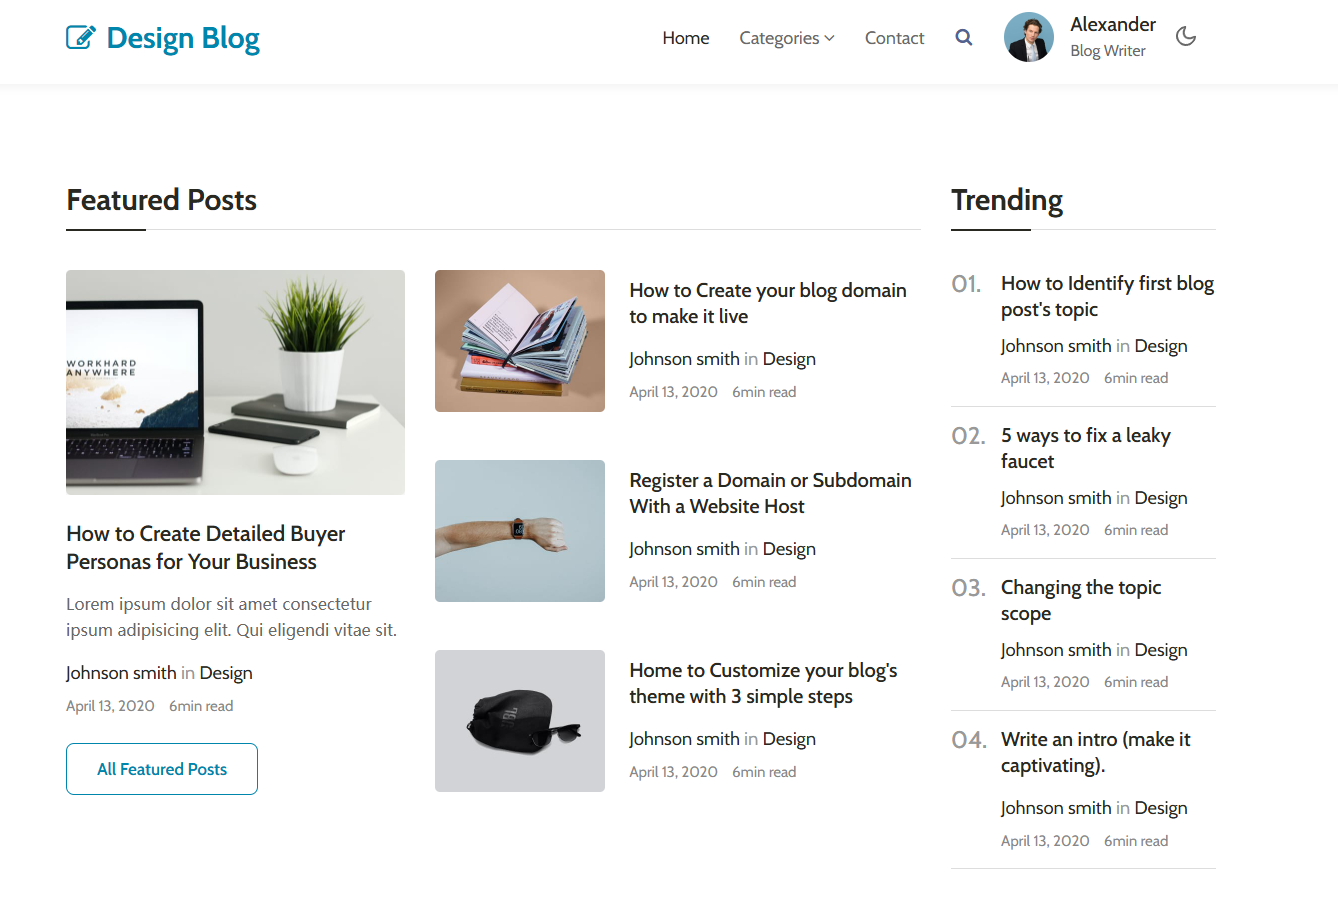 Design Blog
Home
Categories
Contact
Alexander
Blog Writer
Featured Posts
WORKHARD
ANYWHERE
How to Create Detailed Buyer
Personas for Your Business
Lorem ipsum dolor sit amet consectetur
ipsum adipisicing elit. Qui eligendi vitae sit.
Johnson smith in Design
April 13, 2020 6min read
All Featured Posts
How to Create your blog domain
to make it live
Johnson smith in Design
April 13, 2020 6min read
Register a Domain or Subdomain
With a Website Host
Johnson smith in Design
April 13, 2020 6min read
JBL
Home to Customize your blog's
theme with 3 simple steps
Johnson smith in Design
April 13, 2020 6min read
Trending
01. How to Identify first blog
post's topic
Johnson smith in Design
April 13, 2020 6min read
02. 5 ways to fix a leaky
faucet
Johnson smith in Design
April 13, 2020 6min read
03. Changing the topic
scope
Johnson smith in Design
April 13, 2020 6min read
04. Write an intro (make it
captivating).
Johnson smith in Design
April 13, 2020 6min read